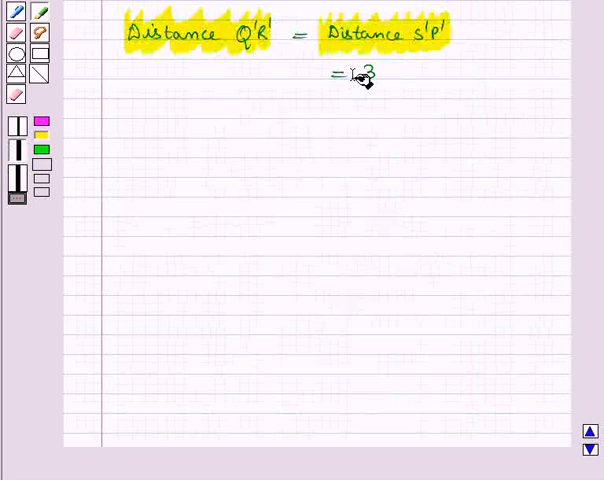 Distance Q'R' = Distance S'P'
= 3